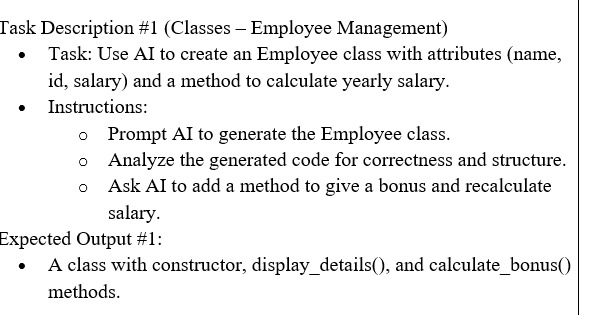 Task Description #1 (Classes – Employee Management)
• Task: Use AI to create an Employee class with attributes (name,
id, salary) and a method to calculate yearly salary.
• Instructions:
o Prompt AI to generate the Employee class.
o Analyze the generated code for correctness and structure.
o Ask AI to add a method to give a bonus and recalculate
salary.
Expected Output #1:
• A class with constructor, display_details(), and calculate_bonus()
methods.